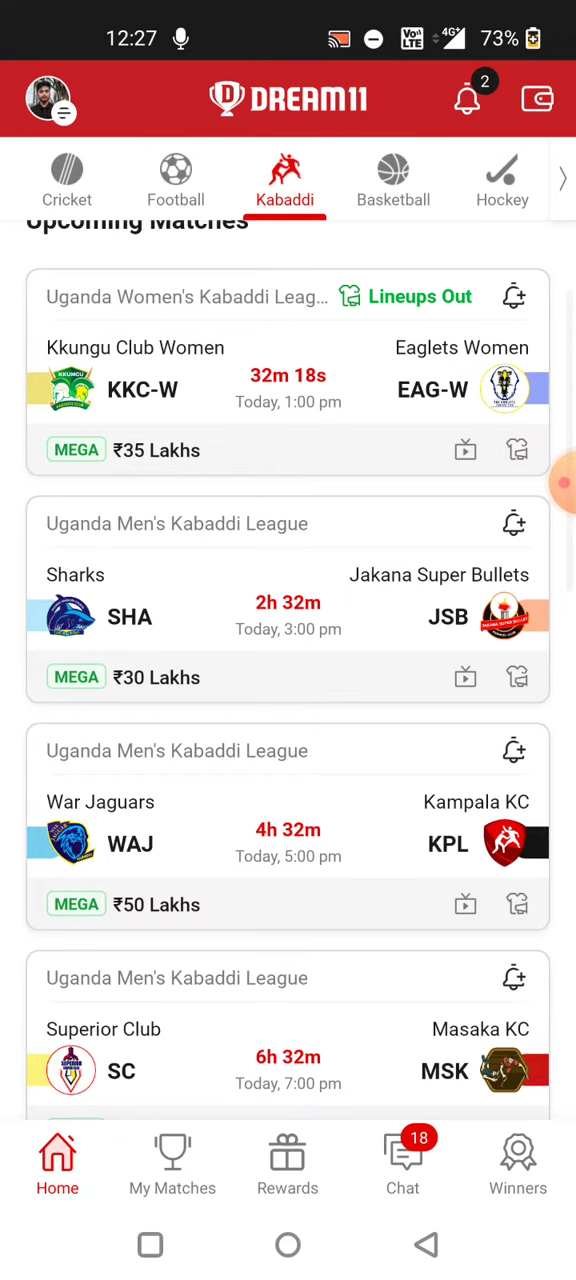 12:27
Vo LTE 4G+ 73%
DREAM11
2
Cricket Football Kabaddi Basketball Hockey
Upcoming Matches
Uganda Women's Kabaddi Leag... Lineups Out
Kkungu Club Women Eaglets Women
KKC-W 32m 18s EAG-W
Today, 1:00 pm
MEGA ₹35 Lakhs
Uganda Men's Kabaddi League
Sharks Jakana Super Bullets
SHA 2h 32m JSB
Today, 3:00 pm
MEGA ₹30 Lakhs
Uganda Men's Kabaddi League
War Jaguars Kampala KC
WAJ 4h 32m KPL
Today, 5:00 pm
MEGA ₹50 Lakhs
Uganda Men's Kabaddi League
Superior Club Masaka KC
SC 6h 32m MSK
Today, 7:00 pm
18
Home My Matches Rewards Chat Winners